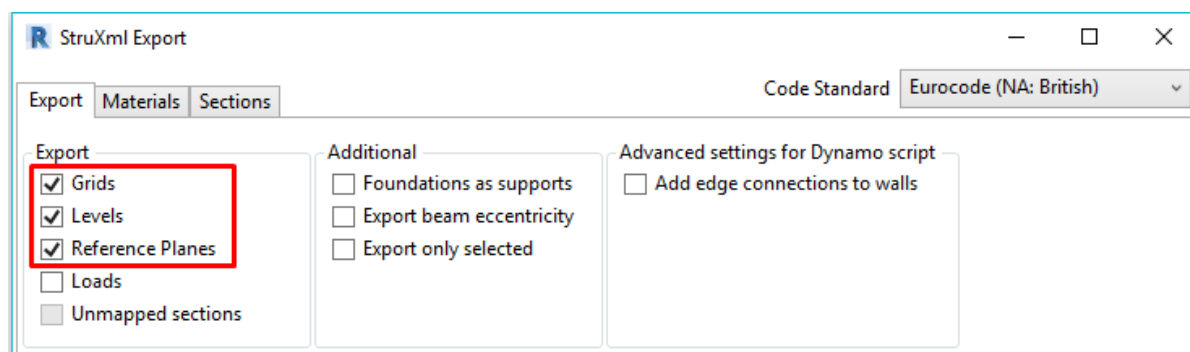 StruXml Export
Code Standard Eurocode (NA: British)
Export Materials Sections
Export
Grids
Levels
Reference Planes
Loads
Unmapped sections
Additional
Foundations as supports
Export beam eccentricity
Export only selected
Advanced settings for Dynamo script
Add edge connections to walls